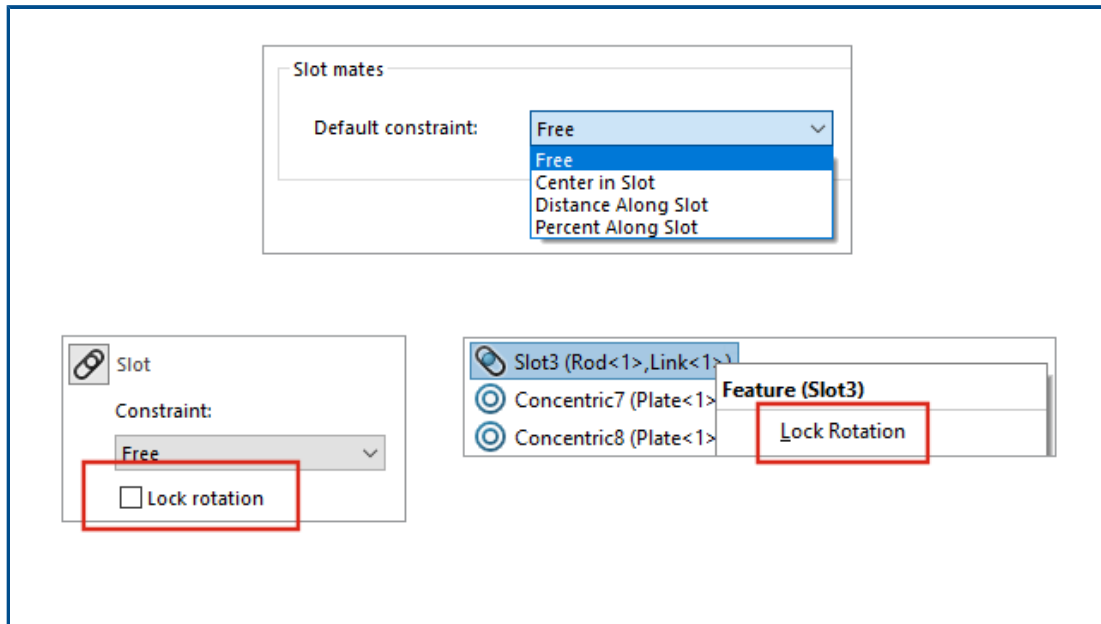 Slot mates
Default constraint:
Free
Free
Center in Slot
Distance Along Slot
Percent Along Slot
Slot
Constraint:
Free
Lock rotation
Slot3 (Rod<1>,Link<1>)
Concentric7 (Plate<1>
Concentric8 (Plate<1>
Feature (Slot3)
Lock Rotation